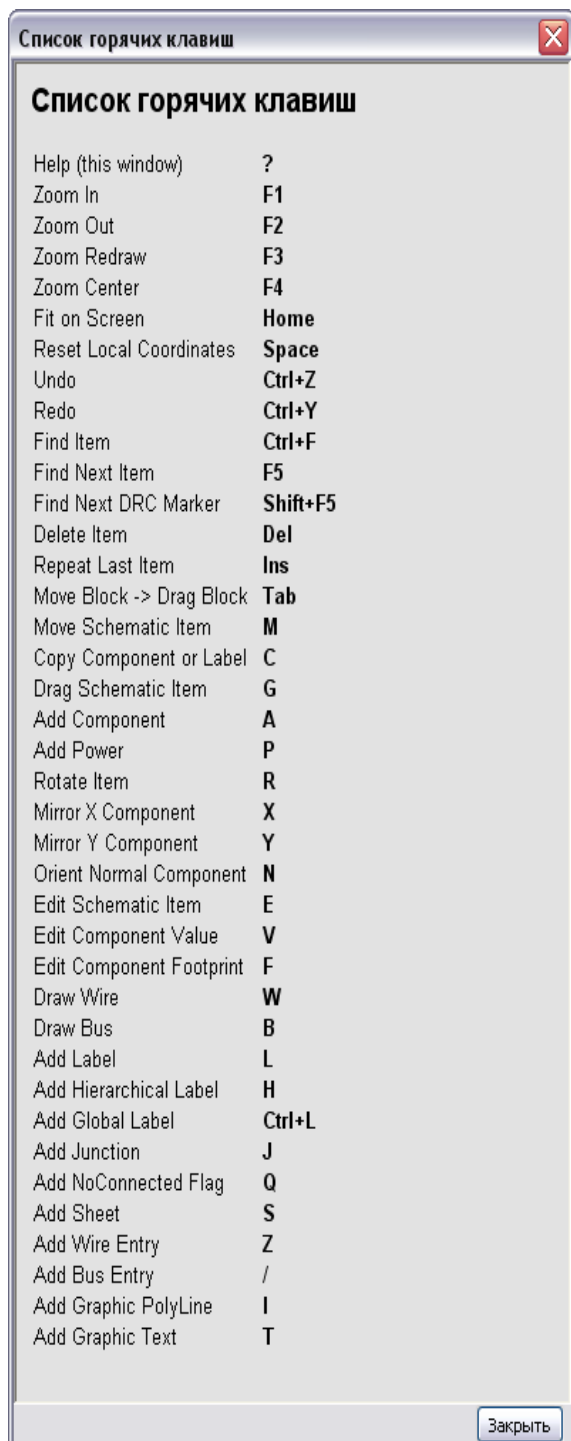 Список горячих клавиш
Список горячих клавиш
Help (this window) ?
Zoom In F1
Zoom Out F2
Zoom Redraw F3
Zoom Center F4
Fit on Screen Home
Reset Local Coordinates Space
Undo Ctrl+Z
Redo Ctrl+Y
Find Item Ctrl+F
Find Next Item F5
Find Next DRC Marker Shift+F5
Delete Item Del
Repeat Last Item Ins
Move Block -> Drag Block Tab
Move Schematic Item M
Copy Component or Label C
Drag Schematic Item G
Add Component A
Add Power P
Rotate Item R
Mirror X Component X
Mirror Y Component Y
Orient Normal Component N
Edit Schematic Item E
Edit Component Value V
Edit Component Footprint F
Draw Wire W
Draw Bus B
Add Label L
Add Hierarchical Label H
Add Global Label Ctrl+L
Add Junction J
Add NoConnected Flag Q
Add Sheet S
Add Wire Entry Z
Add Bus Entry /
Add Graphic PolyLine I
Add Graphic Text T
Закрыть